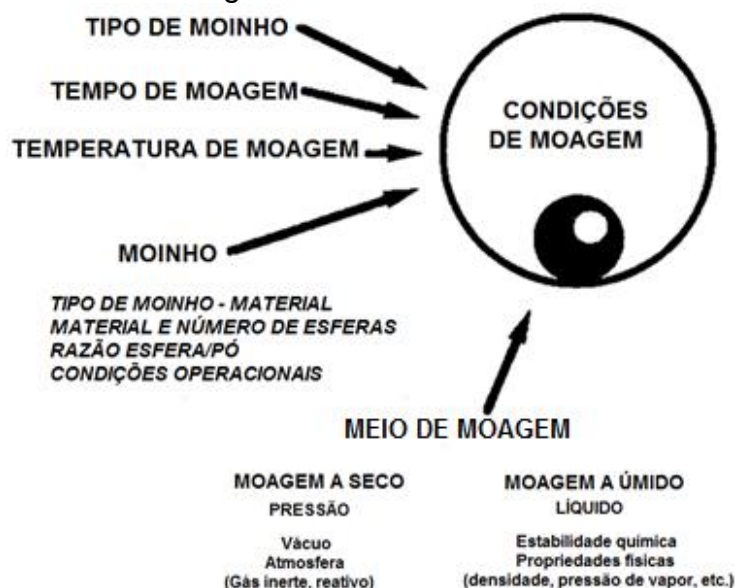 TIPO DE MOINHO
TEMPO DE MOAGEM
TEMPERATURA DE MOAGEM
CONDIÇÕES
DE MOAGEM
MOINHO
TIPO DE MOINHO - MATERIAL
MATERIAL E NÚMERO DE ESFERAS
RAZÃO ESFERA/PÓ
CONDIÇÕES OPERACIONAIS
MEIO DE MOAGEM
MOAGEM A SECO
PRESSÃO
Vácuo
Atmosfera
(Gás inerte, reativo)
MOAGEM A ÚMIDO
LÍQUIDO
Estabilidade química
Propriedades físicas
(densidade, pressão de vapor, etc.)